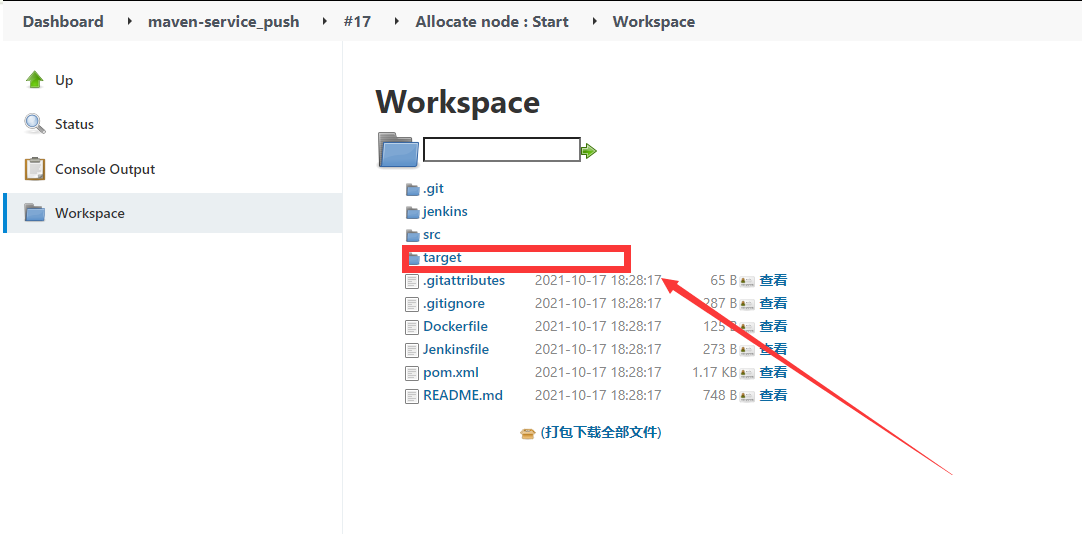 Dashboard maven-service_push #17 Allocate node : Start Workspace
Up
Status
Console Output
Workspace
Workspace
.git
jenkins
src
target
.gitattributes 2021-10-17 18:28:17 65 B 查看
.gitignore 2021-10-17 18:28:17 287 B 查看
Dockerfile 2021-10-17 18:28:17 125 B 查看
Jenkinsfile 2021-10-17 18:28:17 273 B 查看
pom.xml 2021-10-17 18:28:17 1.17 KB 查看
README.md 2021-10-17 18:28:17 748 B 查看
(打包下载全部文件)